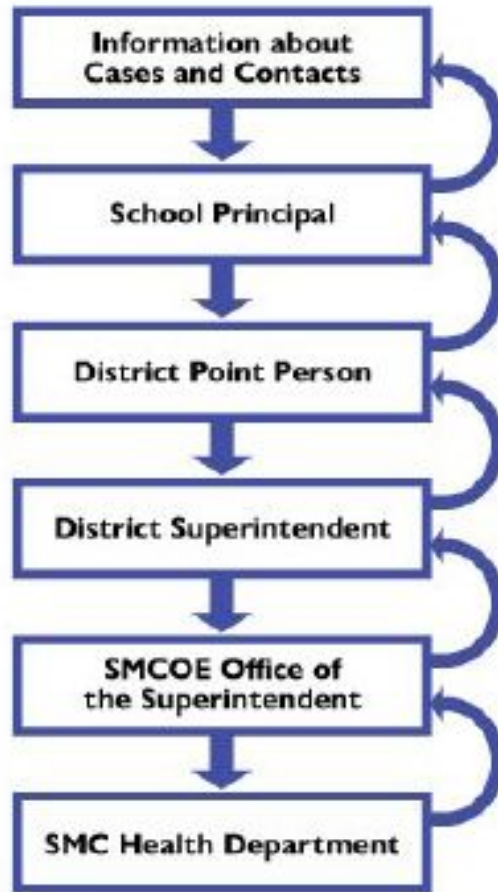 Information about
Cases and Contacts
School Principal
District Point Person
District Superintendent
SMCOE Office of
the Superintendent
SMC Health Department